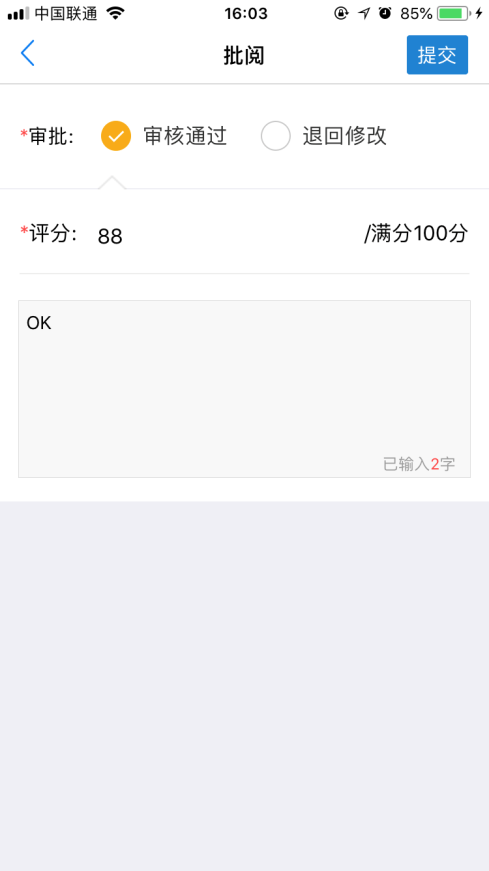 中国联通 16:03 85%
批阅 提交
*审批: 审核通过 退回修改
*评分: 88 /满分100分
OK
已输入2字